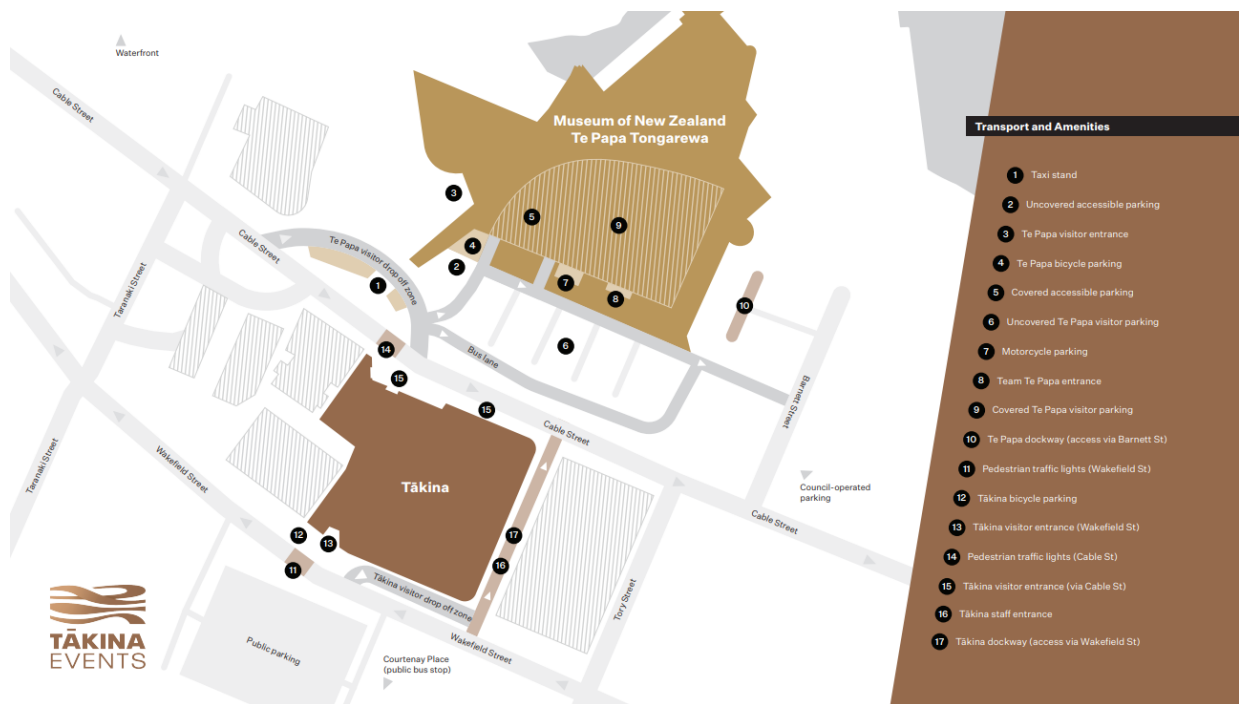 Waterfront
Cable Street
Museum of New Zealand
Te Papa Tongarewa
3
5
9
4
2
Te Papa visitor drop off zone
Cable Street
1
7
8
10
Taranaki Street
14
Bus lane
6
15
15
Barnett Street
Cable Street
Taranaki Street
Wakefield Street
Tākina
Council-operated
parking
Cable Street
12
13
11
17
16
Tākina visitor drop off zone
Tory Street
Wakefield Street
Public parking
Courtenay Place
(public bus stop)
TĀKINA
EVENTS
Transport and Amenities
1 Taxi stand
2 Uncovered accessible parking
3 Te Papa visitor entrance
4 Te Papa bicycle parking
5 Covered accessible parking
6 Uncovered Te Papa visitor parking
7 Motorcycle parking
8 Team Te Papa entrance
9 Covered Te Papa visitor parking
10 Te Papa dockway (access via Barnett St)
11 Pedestrian traffic lights (Wakefield St)
12 Tākina bicycle parking
13 Tākina visitor entrance (Wakefield St)
14 Pedestrian traffic lights (Cable St)
15 Tākina visitor entrance (via Cable St)
16 Tākina staff entrance
17 Tākina dockway (access via Wakefield St)